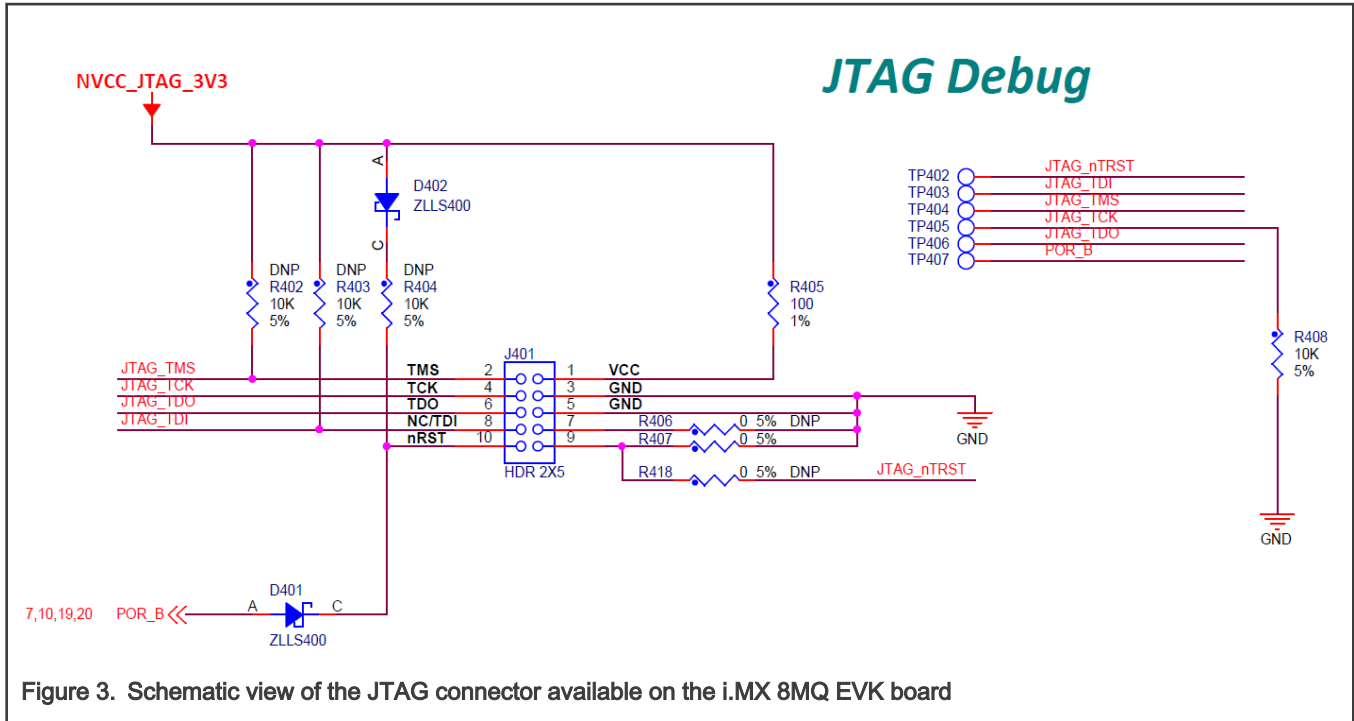 JTAG Debug
NVCC_JTAG_3V3
A
D402
ZLLS400
C
DNP
R402
10K
5%
DNP
R403
10K
5%
DNP
R404
10K
5%
R405
100
1%
TP402 JTAG_nTRST
TP403 JTAG_TDI
TP404 JTAG_TMS
TP405 JTAG_TCK
TP406 JTAG_TDO
TP407 POR_B
R408
10K
5%
GND
J401
JTAG_TMS TMS 2 1 VCC
JTAG_TCK TCK 4 3 GND
JTAG_TDO TDO 6 5 GND
JTAG_TDI NC/TDI 8 7 R406 0 5% DNP
nRST 10 9 R407 0 5%
GND
HDR 2X5
R418 0 5% DNP JTAG_nTRST
D401
7,10,19,20 POR_B A C
ZLLS400
Figure 3. Schematic view of the JTAG connector available on the i.MX 8MQ EVK board